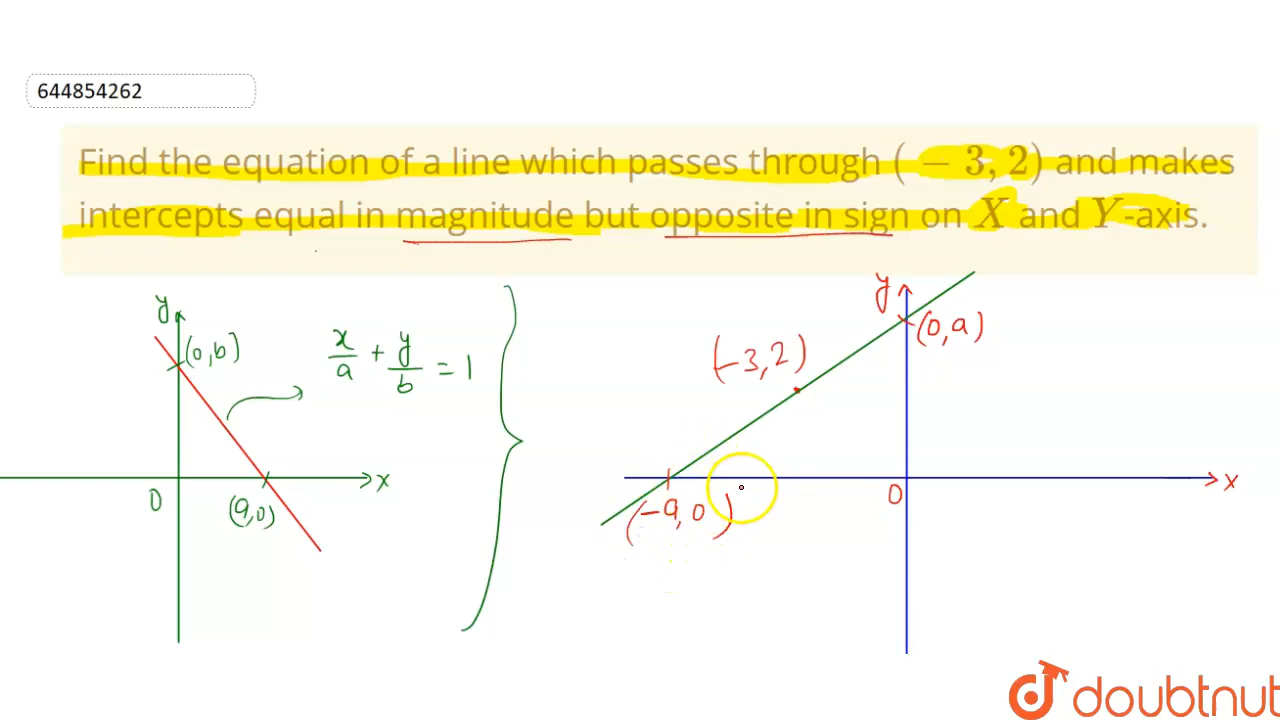 644854262
Find the equation of a line which passes through (−3, 2) and makes
intercepts equal in magnitude but opposite in sign on X and Y-axis.
y
(0,b)
x/a + y/b = 1
x
0
(a,0)
y
(0,a)
(-3,2)
x
0
(-a,0)
doubtnut